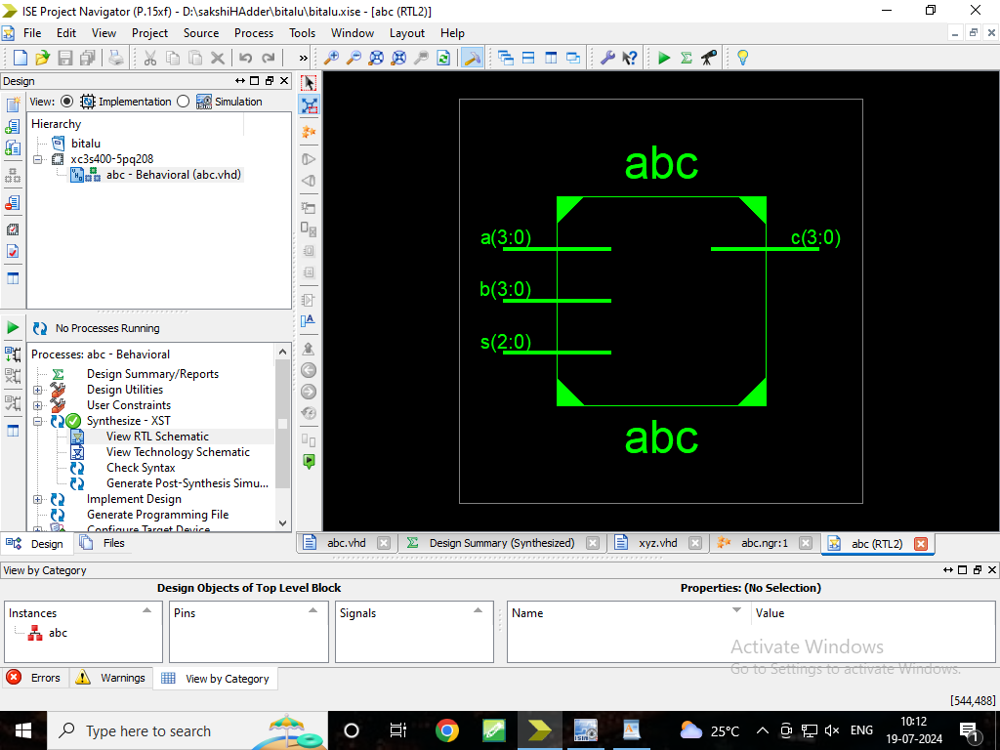 ISE Project Navigator (P.15xf) - D:\sakshiHAdder\bitalu\bitalu.xise - [abc (RTL2)]
File Edit View Project Source Process Tools Window Layout Help
Design
View: Implementation Simulation
Hierarchy
bitalu
xc3s400-5pq208
abc - Behavioral (abc.vhd)
No Processes Running
Processes: abc - Behavioral
Design Summary/Reports
Design Utilities
User Constraints
Synthesize - XST
View RTL Schematic
View Technology Schematic
Check Syntax
Generate Post-Synthesis Simu...
Implement Design
Generate Programming File
Configure Target Device
Design Files
abc
a(3:0) c(3:0)
b(3:0)
s(2:0)
abc
abc.vhd Design Summary (Synthesized) xyz.vhd abc.ngr:1 abc (RTL2)
View by Category
Design Objects of Top Level Block Properties: (No Selection)
Instances Pins Signals Name Value
abc
Activate Windows
Go to Settings to activate Windows.
Errors Warnings View by Category
[544,488]
Type here to search
25°C ENG 10:12
19-07-2024
1